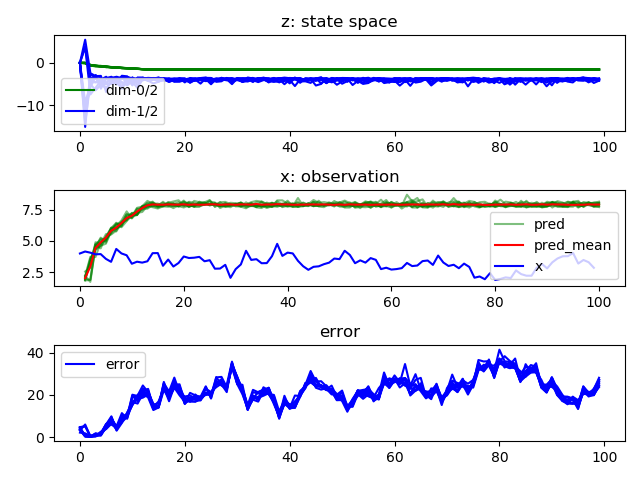 z: state space
0
−10
dim-0/2
dim-1/2
0 20 40 60 80 100
x: observation
7.5
5.0
2.5
pred
pred_mean
x
0 20 40 60 80 100
error
40
20
0
error
0 20 40 60 80 100